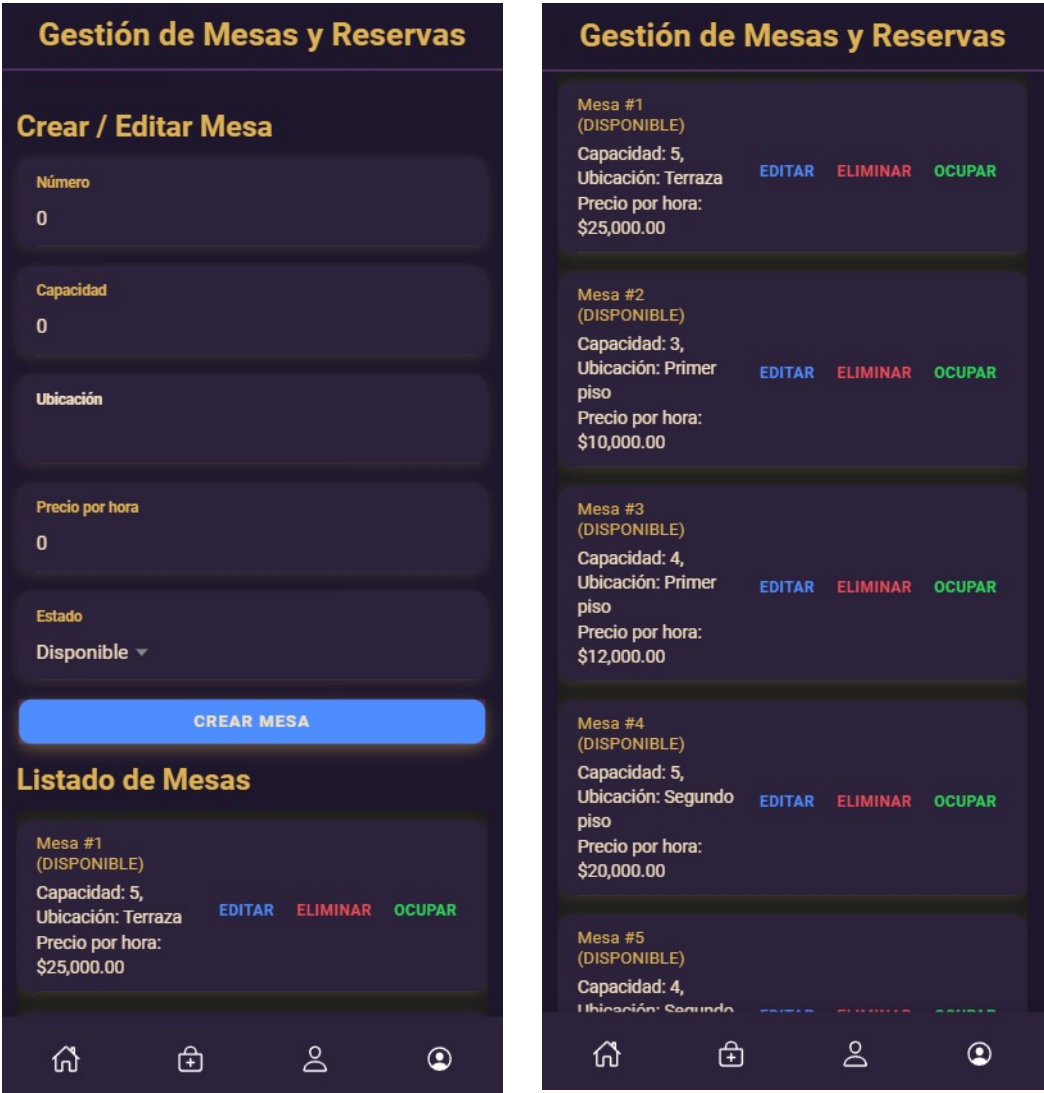 Gestión de Mesas y Reservas
Crear / Editar Mesa
Número
0
Capacidad
0
Ubicación
Precio por hora
0
Estado
Disponible
CREAR MESA
Listado de Mesas
Mesa #1
(DISPONIBLE)
Capacidad: 5,
Ubicación: Terraza
Precio por hora:
$25,000.00
EDITAR ELIMINAR OCUPAR
Gestión de Mesas y Reservas
Mesa #1
(DISPONIBLE)
Capacidad: 5,
Ubicación: Terraza
Precio por hora:
$25,000.00
EDITAR ELIMINAR OCUPAR
Mesa #2
(DISPONIBLE)
Capacidad: 3,
Ubicación: Primer
piso
Precio por hora:
$10,000.00
EDITAR ELIMINAR OCUPAR
Mesa #3
(DISPONIBLE)
Capacidad: 4,
Ubicación: Primer
piso
Precio por hora:
$12,000.00
EDITAR ELIMINAR OCUPAR
Mesa #4
(DISPONIBLE)
Capacidad: 5,
Ubicación: Segundo
piso
Precio por hora:
$20,000.00
EDITAR ELIMINAR OCUPAR
Mesa #5
(DISPONIBLE)
Capacidad: 4,
Ubicación: Segundo
EDITAR ELIMINAR OCUPAR